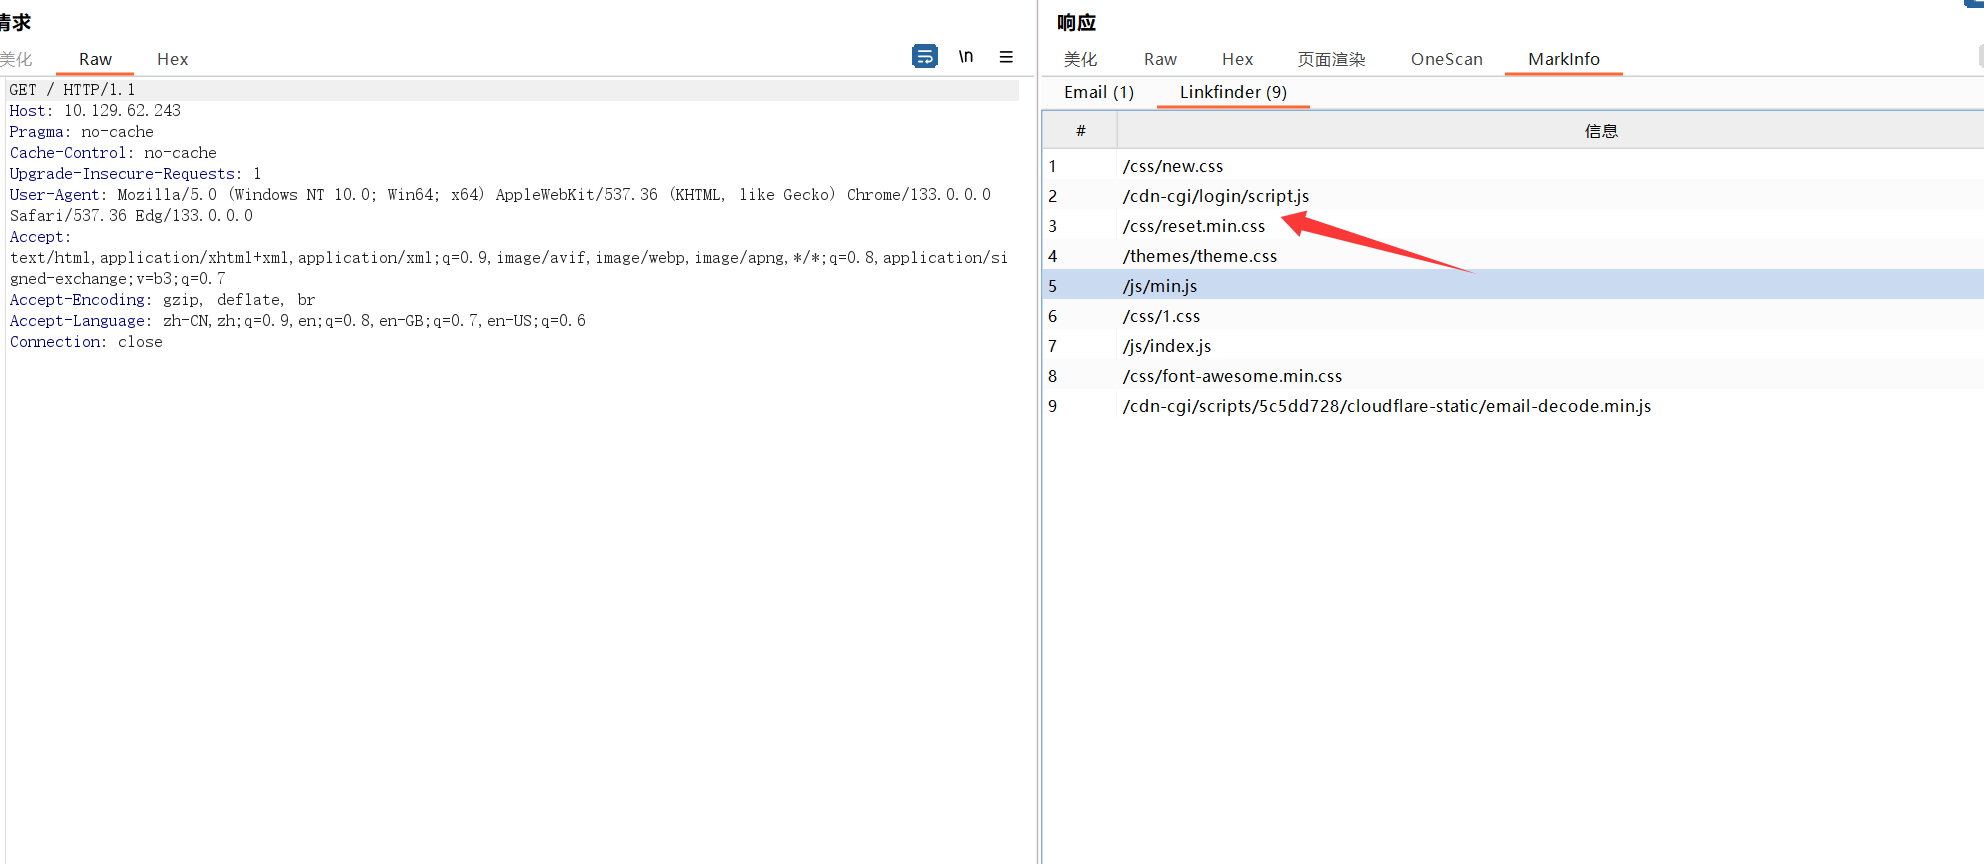 请求
美化 Raw Hex \n
GET / HTTP/1.1
Host: 10.129.62.243
Pragma: no-cache
Cache-Control: no-cache
Upgrade-Insecure-Requests: 1
User-Agent: Mozilla/5.0 (Windows NT 10.0; Win64; x64) AppleWebKit/537.36 (KHTML, like Gecko) Chrome/133.0.0.0
Safari/537.36 Edg/133.0.0.0
Accept:
text/html,application/xhtml+xml,application/xml;q=0.9,image/avif,image/webp,image/apng,*/*;q=0.8,application/si
gned-exchange;v=b3;q=0.7
Accept-Encoding: gzip, deflate, br
Accept-Language: zh-CN,zh;q=0.9,en;q=0.8,en-GB;q=0.7,en-US;q=0.6
Connection: close
响应
美化 Raw Hex 页面渲染 OneScan MarkInfo
Email (1) Linkfinder (9)
# 信息
1 /css/new.css
2 /cdn-cgi/login/script.js
3 /css/reset.min.css
4 /themes/theme.css
5 /js/min.js
6 /css/1.css
7 /js/index.js
8 /css/font-awesome.min.css
9 /cdn-cgi/scripts/5c5dd728/cloudflare-static/email-decode.min.js